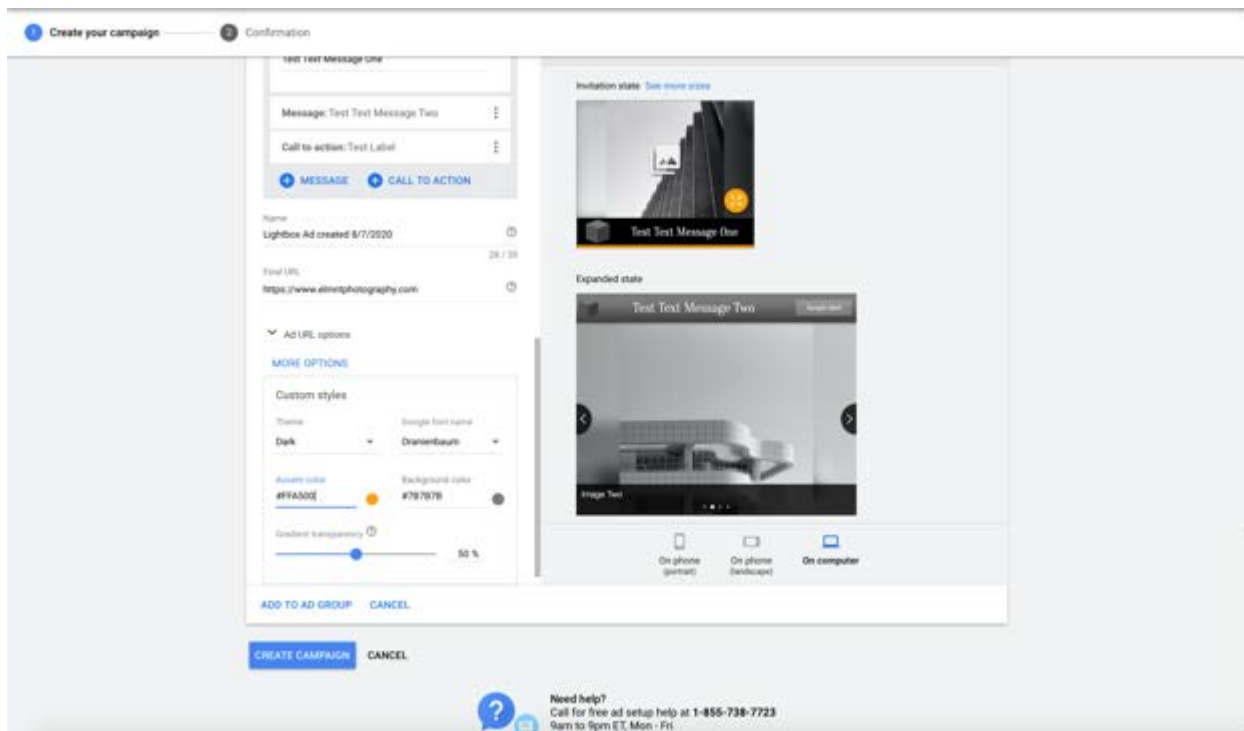 1 Create your campaign 2 Confirmation
Test Text Message One
Message: Test Text Message Two
Call to action: Test Label
MESSAGE CALL TO ACTION
Name
Lightbox Ad created 8/7/2020
Final URL
https://www.elmntphotography.com
Ad URL options
MORE OPTIONS
Custom styles
Theme Google font name
Dark Oranienbaum
Accent color Background color
#FFA500 #7B7B7B
Gradient transparency
50 %
ADD TO AD GROUP CANCEL
CREATE CAMPAIGN CANCEL
Invitation state See more sizes
Test Text Message One
Expanded state
Test Text Message Two
Image Two
On phone (portrait)
On phone (landscape)
On computer
Need help?
Call for free ad setup help at 1-855-738-7723
9am to 9pm ET, Mon - Fri